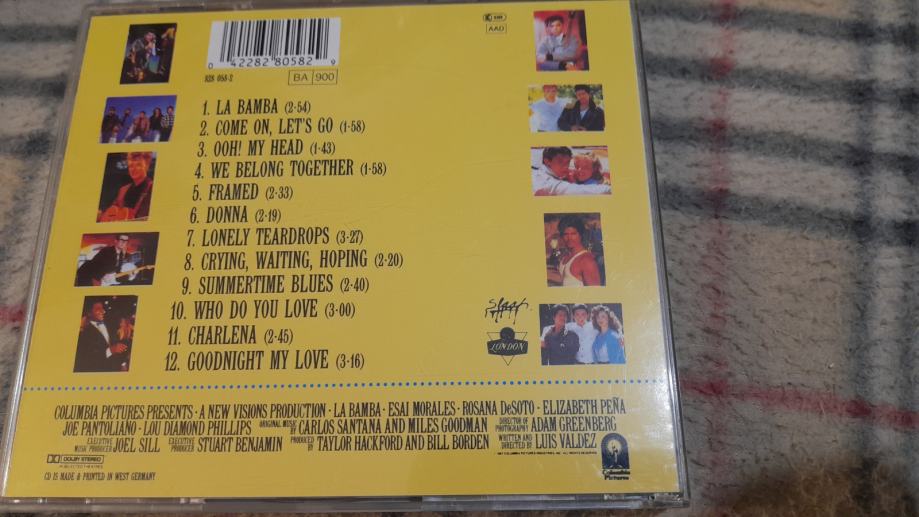 0 42282 80582 9
828 058-2
BA 900
AAD
1. LA BAMBA (2·54)
2. COME ON, LET'S GO (1·58)
3. OOH! MY HEAD (1·43)
4. WE BELONG TOGETHER (1·58)
5. FRAMED (2·33)
6. DONNA (2·19)
7. LONELY TEARDROPS (3·27)
8. CRYING, WAITING, HOPING (2·20)
9. SUMMERTIME BLUES (2·40)
10. WHO DO YOU LOVE (3·00)
11. CHARLENA (2·45)
12. GOODNIGHT MY LOVE (3·16)
SLASH
LONDON
COLUMBIA PICTURES PRESENTS · A NEW VISIONS PRODUCTION · LA BAMBA · ESAI MORALES · ROSANA DeSOTO · ELIZABETH PEÑA
JOE PANTOLIANO · LOU DIAMOND PHILLIPS ORIGINAL MUSIC BY CARLOS SANTANA AND MILES GOODMAN DIRECTOR OF PHOTOGRAPHY ADAM GREENBERG
EXECUTIVE MUSIC PRODUCER JOEL SILL EXECUTIVE PRODUCER STUART BENJAMIN PRODUCED BY TAYLOR HACKFORD AND BILL BORDEN WRITTEN AND DIRECTED BY LUIS VALDEZ
DOLBY STEREO
IN SELECTED THEATRES
Columbia Pictures
CD IS MADE & PRINTED IN WEST GERMANY